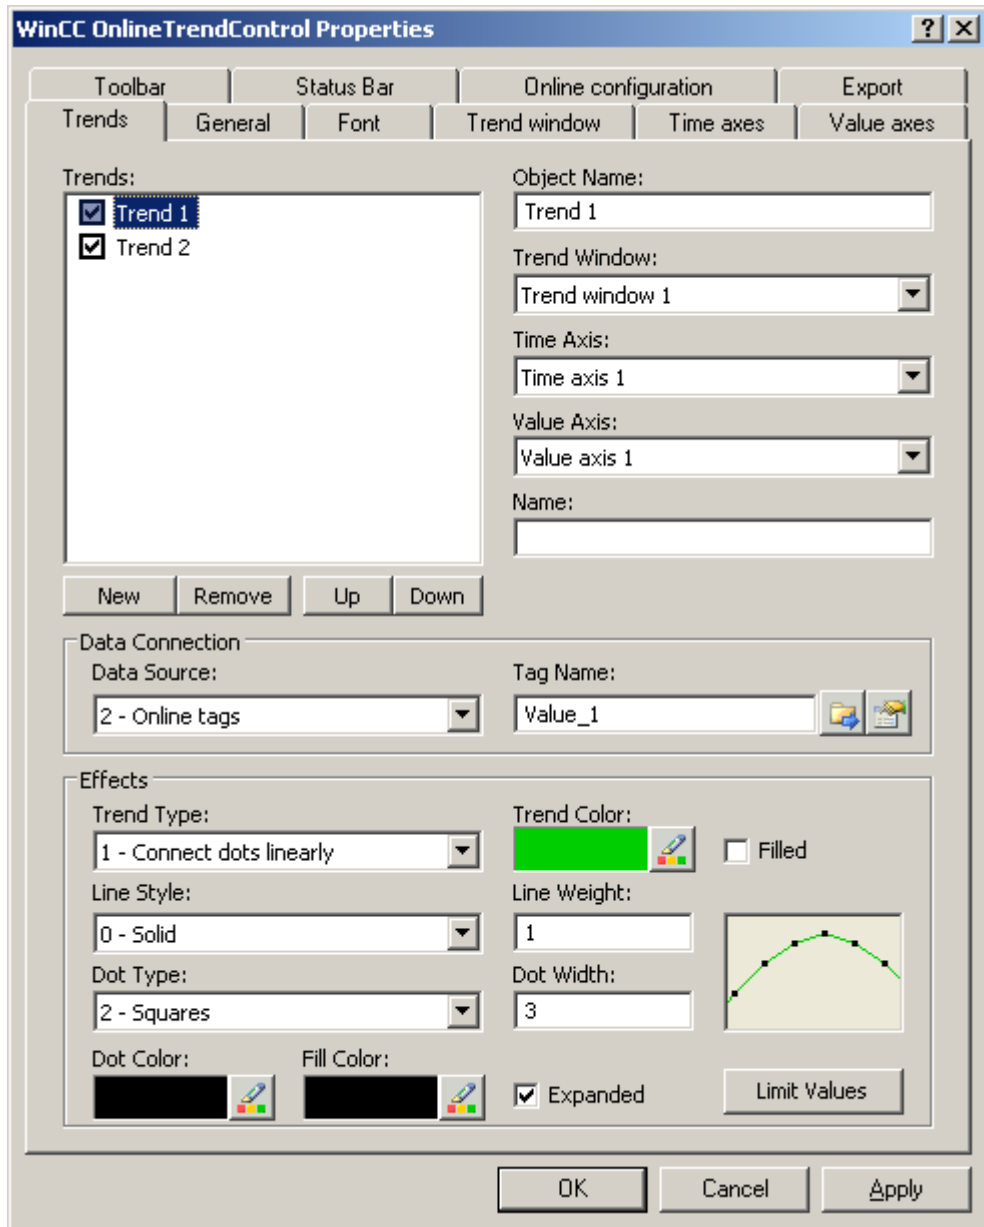 WinCC OnlineTrendControl Properties
Toolbar Status Bar Online configuration Export
Trends General Font Trend window Time axes Value axes
Trends:
Trend 1
Trend 2
New Remove Up Down
Object Name:
Trend 1
Trend Window:
Trend window 1
Time Axis:
Time axis 1
Value Axis:
Value axis 1
Name:
Data Connection
Data Source:
2 - Online tags
Tag Name:
Value_1
Effects
Trend Type:
1 - Connect dots linearly
Trend Color:
Filled
Line Style:
0 - Solid
Line Weight:
1
Dot Type:
2 - Squares
Dot Width:
3
Dot Color: Fill Color:
Expanded
Limit Values
OK Cancel Apply